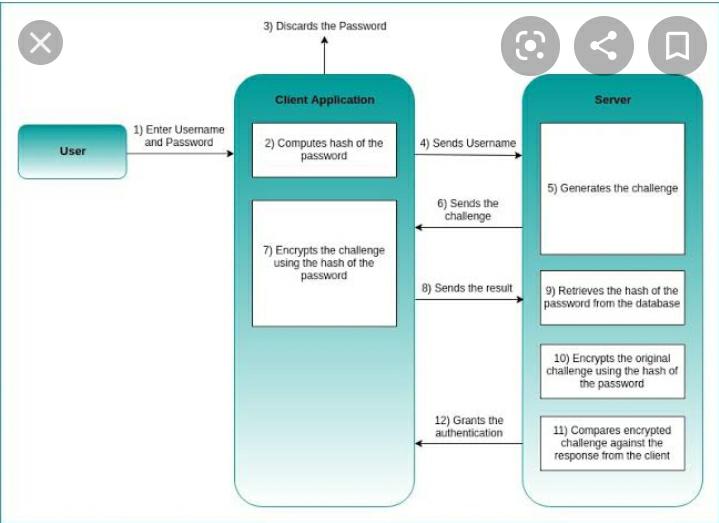 3) Discards the Password
Client Application
Server
User
1) Enter Username
and Password
2) Computes hash of the
password
4) Sends Username
5) Generates the challenge
6) Sends the
challenge
7) Encrypts the challenge
using the hash of the
password
8) Sends the result
9) Retrieves the hash of the
password from the database
10) Encrypts the original
challenge using the hash of
the password
11) Compares encrypted
challenge against the
response from the client
12) Grants the
authentication